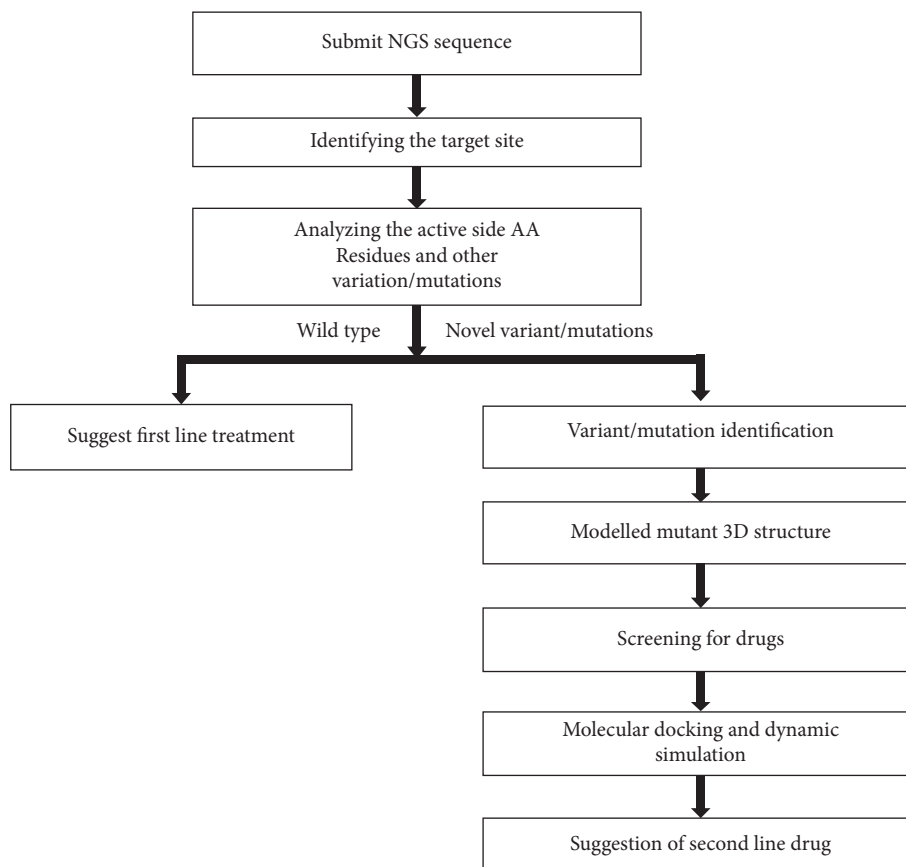 Submit NGS sequence
Identifying the target site
Analyzing the active side AA
Residues and other
variation/mutations
Wild type
Novel variant/mutations
Suggest first line treatment
Variant/mutation identification
Modelled mutant 3D structure
Screening for drugs
Molecular docking and dynamic
simulation
Suggestion of second line drug